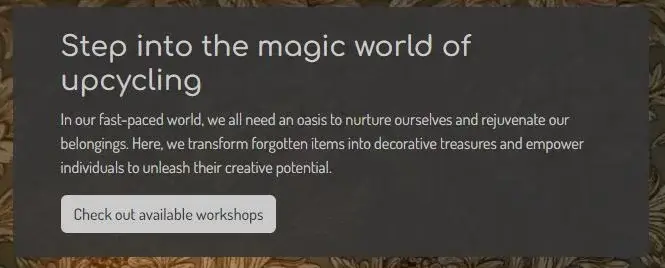 Step into the magic world of
upcycling
In our fast-paced world, we all need an oasis to nurture ourselves and rejuvenate our
belongings. Here, we transform forgotten items into decorative treasures and empower
individuals to unleash their creative potential.
Check out available workshops